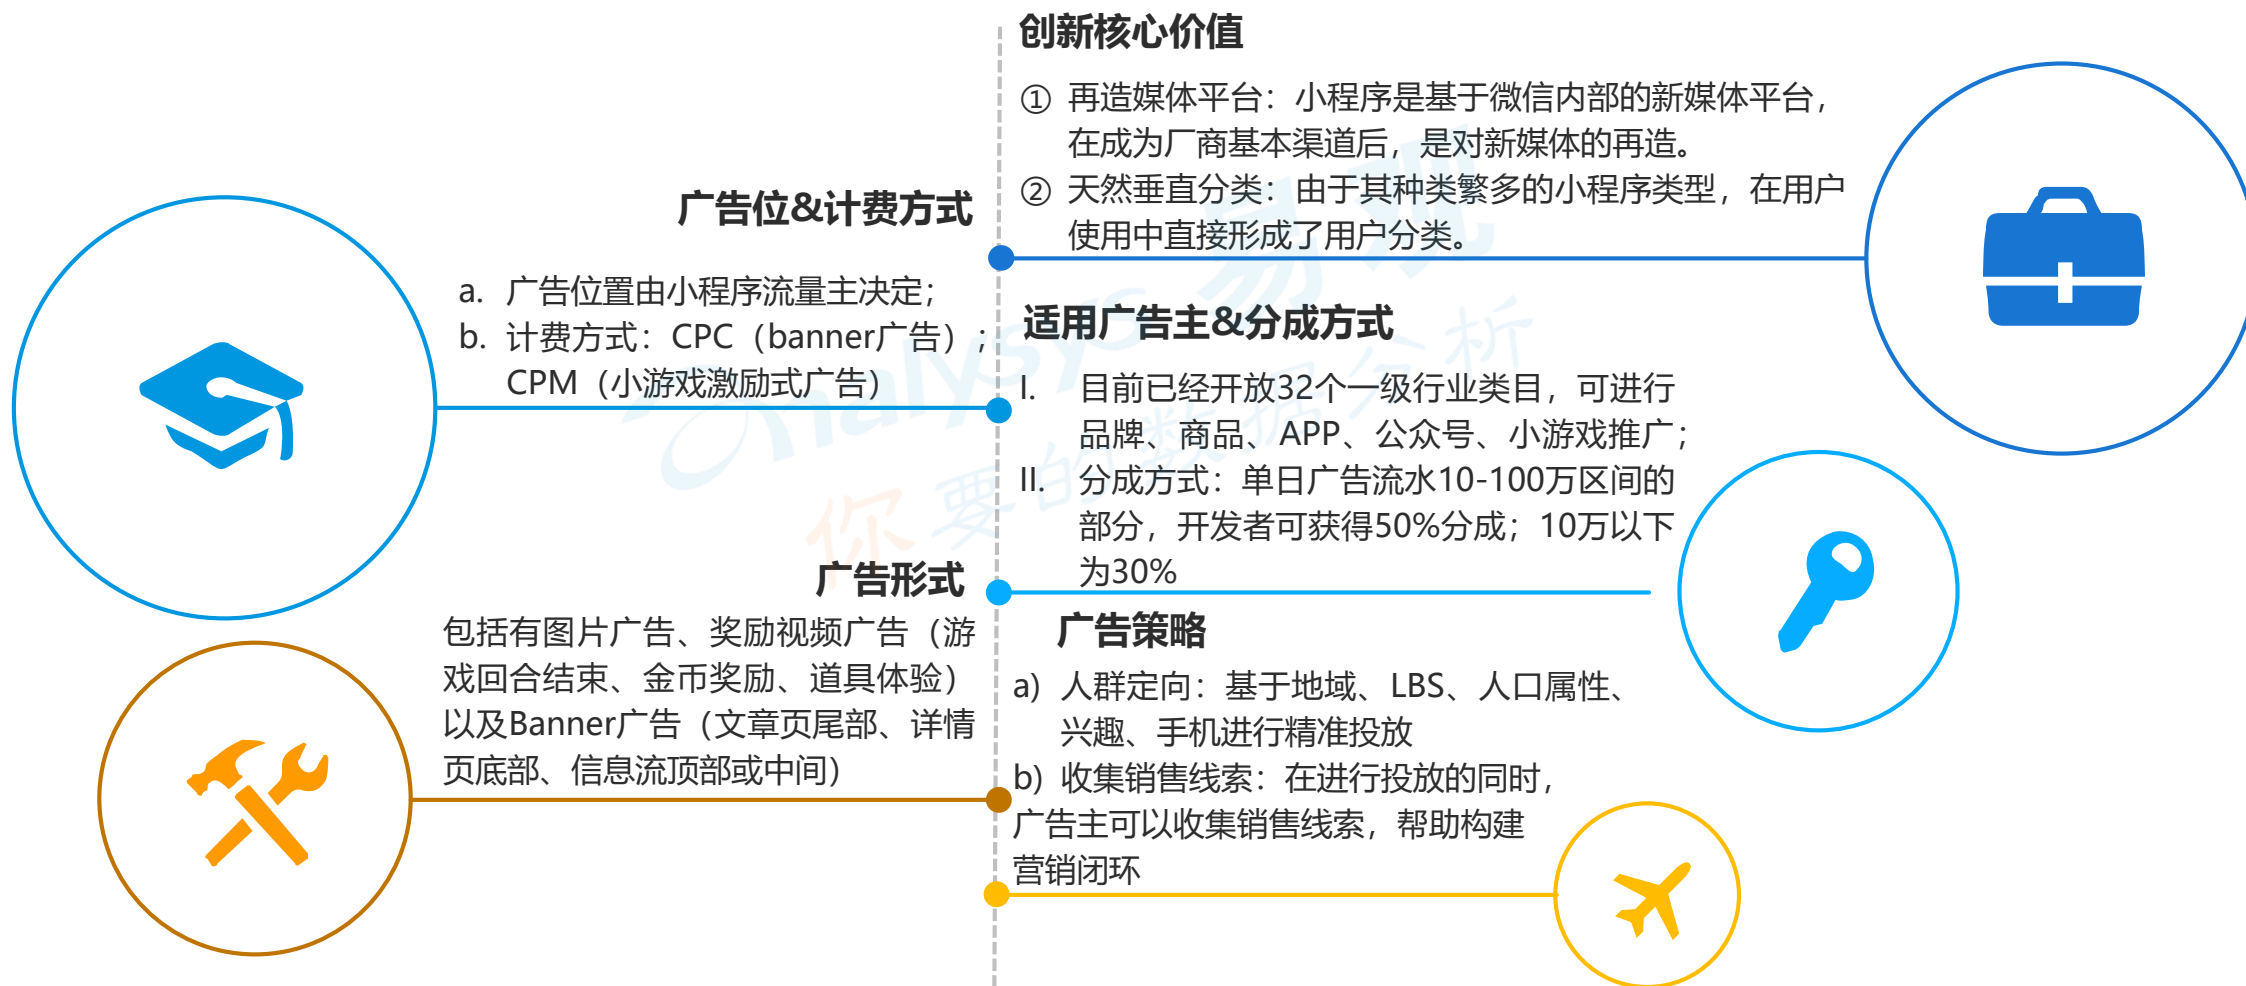 创新核心价值
① 再造媒体平台：小程序是基于微信内部的新媒体平台，
在成为厂商基本渠道后，是对新媒体的再造。
② 天然垂直分类：由于其种类繁多的小程序类型，在用户
使用中直接形成了用户分类。
广告位&计费方式
a. 广告位置由小程序流量主决定；
b. 计费方式：CPC（banner广告）；
CPM（小游戏激励式广告）
适用广告主&分成方式
I. 目前已经开放32个一级行业类目，可进行
品牌、商品、APP、公众号、小游戏推广；
II. 分成方式：单日广告流水10-100万区间的
部分，开发者可获得50%分成；10万以下
为30%
广告形式
包括有图片广告、奖励视频广告（游
戏回合结束、金币奖励、道具体验）
以及Banner广告（文章页尾部、详情
页底部、信息流顶部或中间）
广告策略
a) 人群定向：基于地域、LBS、人口属性、
兴趣、手机进行精准投放
b) 收集销售线索：在进行投放的同时，
广告主可以收集销售线索，帮助构建
营销闭环
analysys 易观
你要的数据分析